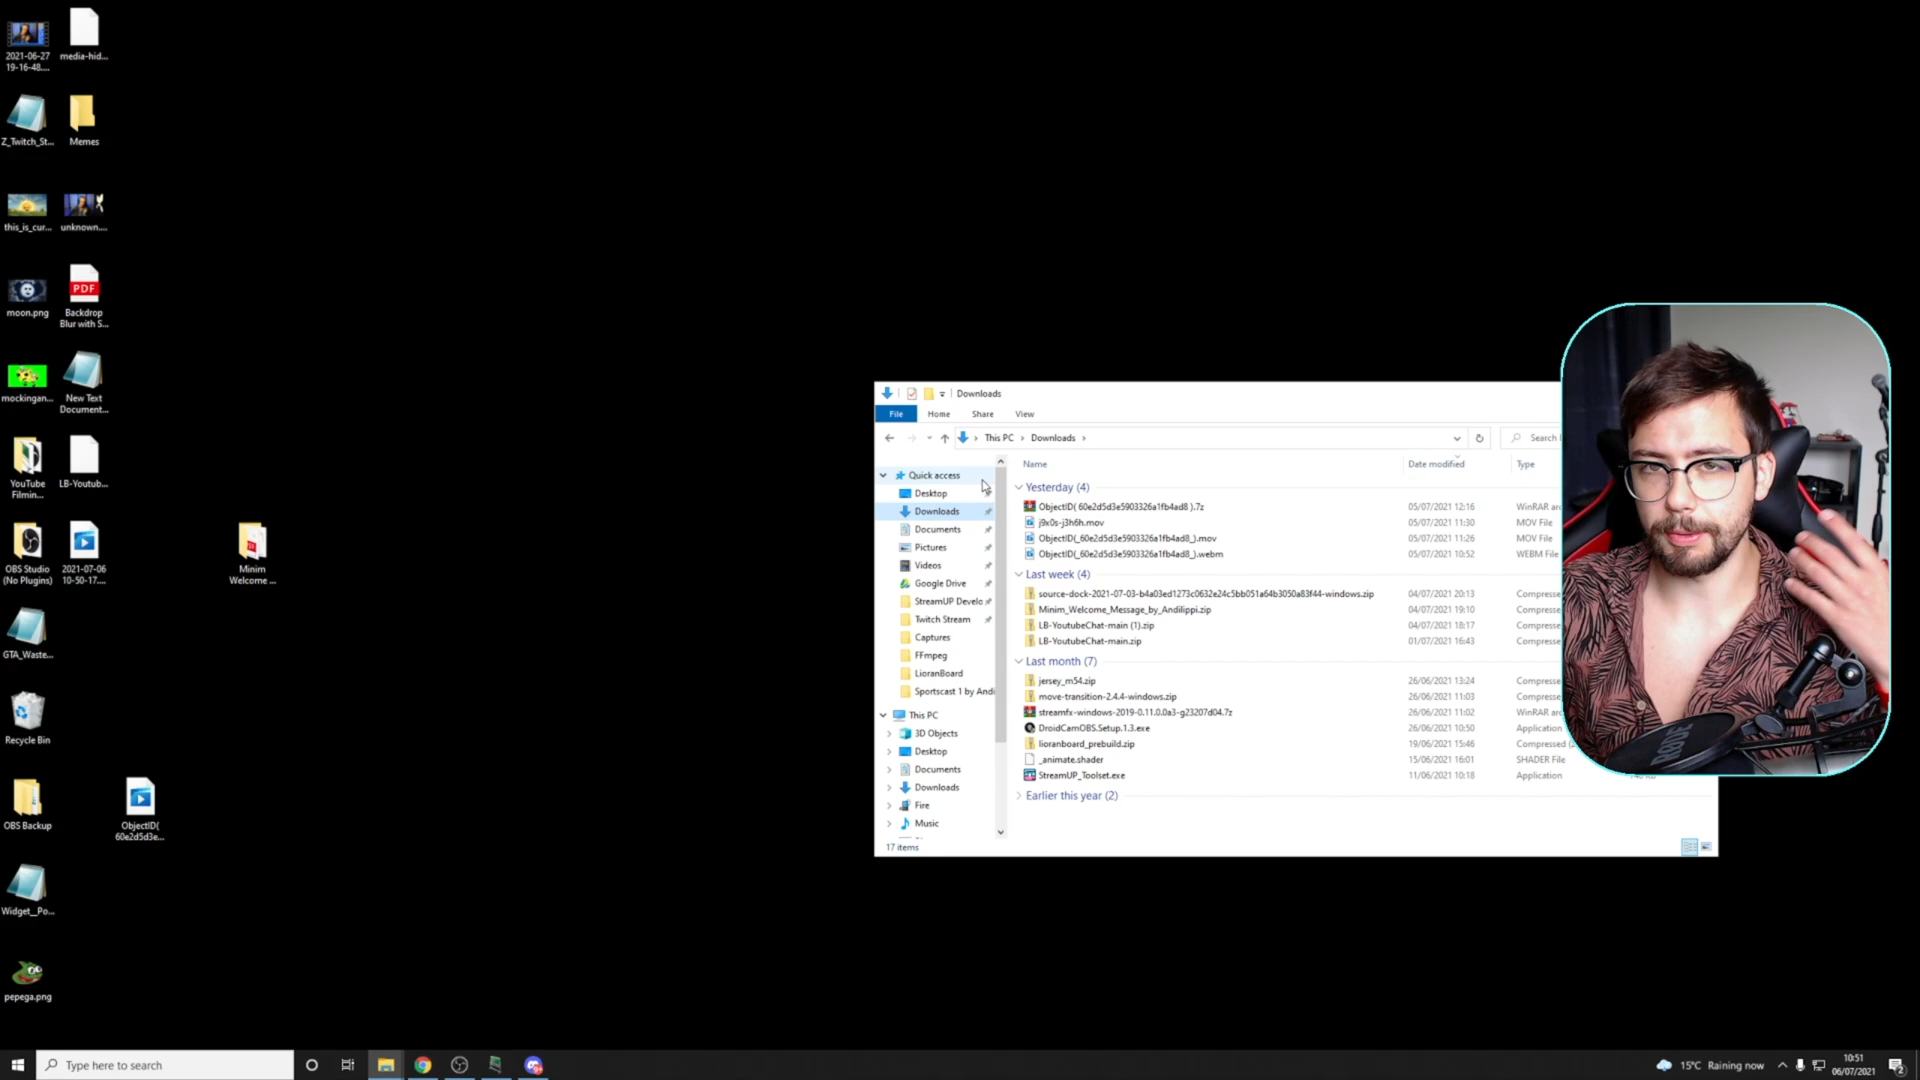 2021-06-27
19-16-48....
media-hid...
Z_Twitch_St...
Memes
this_is_cur...
unknown....
moon.png
PDF
Backdrop
Blur with S...
mockingan...
New Text
Document...
YouTube
Filmin...
LB-Youtub...
OBS Studio
(No Plugins)
2021-07-06
10-50-17....
Minim
Welcome ...
GTA_Waste...
Recycle Bin
OBS Backup
ObjectID(
60e2d5d3e...
Widget__Po...
pepega.png
Downloads
File Home Share View
This PC Downloads
Search
Name Date modified Type
Quick access
Desktop
Downloads
Documents
Pictures
Videos
Google Drive
StreamUP Develo
Twitch Stream
Captures
FFmpeg
LioranBoard
Sportscast 1 by Andi
This PC
3D Objects
Desktop
Documents
Downloads
Fire
Music
Yesterday (4)
ObjectID( 60e2d5d3e5903326a1fb4ad8 ).7z 05/07/2021 12:16 WinRAR arc
j9x0s-j3h6h.mov 05/07/2021 11:30 MOV File
ObjectID(_60e2d5d3e5903326a1fb4ad8_).mov 05/07/2021 11:26 MOV File
ObjectID(_60e2d5d3e5903326a1fb4ad8_).webm 05/07/2021 10:52 WEBM File
Last week (4)
source-dock-2021-07-03-b4a03ed1273c0632e24c5bb051a64b3050a83f44-windows.zip 04/07/2021 20:13 Compresse
Minim_Welcome_Message_by_Andilippi.zip 04/07/2021 19:10 Compresse
LB-YoutubeChat-main (1).zip 04/07/2021 18:17 Compresse
LB-YoutubeChat-main.zip 01/07/2021 16:43 Compresse
Last month (7)
jersey_m54.zip 26/06/2021 13:24 Compresse
move-transition-2.4.4-windows.zip 26/06/2021 11:03 Compresse
streamfx-windows-2019-0.11.0.0a3-g23207d04.7z 26/06/2021 11:02 WinRAR arc
DroidCamOBS.Setup.1.3.exe 26/06/2021 10:50 Application
lioranboard_prebuild.zip 19/06/2021 15:46 Compressed (z
_animate.shader 15/06/2021 16:01 SHADER File
StreamUP_Toolset.exe 11/06/2021 10:18 Application
Earlier this year (2)
17 items
RØDE
Type here to search
15°C Raining now
10:51
06/07/2021
2